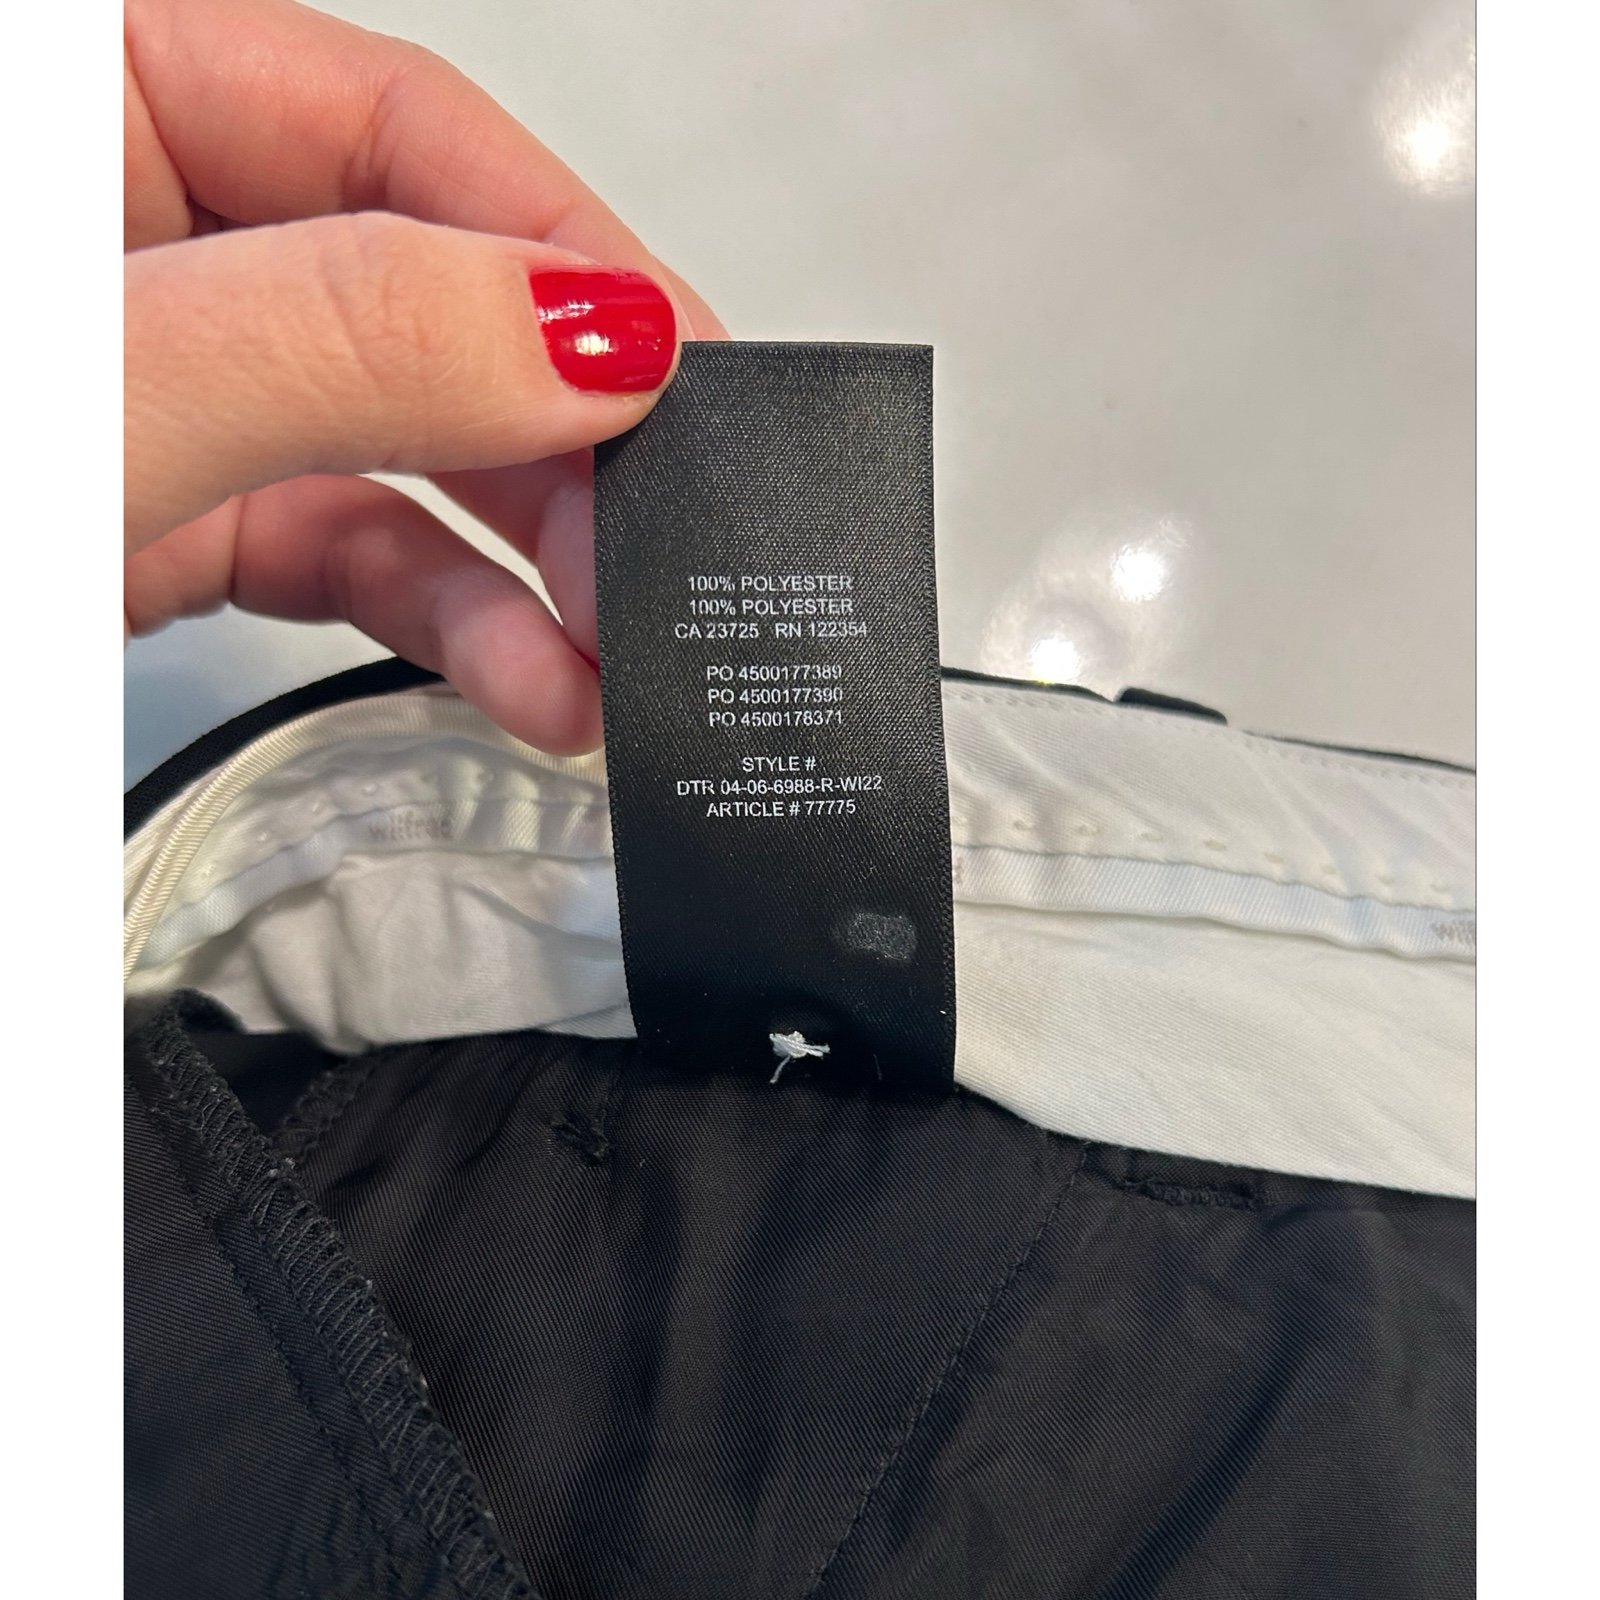 100% POLYESTER
100% POLYESTER
CA 23725 RN 122354
PO 4500177389
PO 4500177390
PO 4500178371
STYLE #
DTR 04-06-6988-R-WI22
ARTICLE # 77775
wilfred